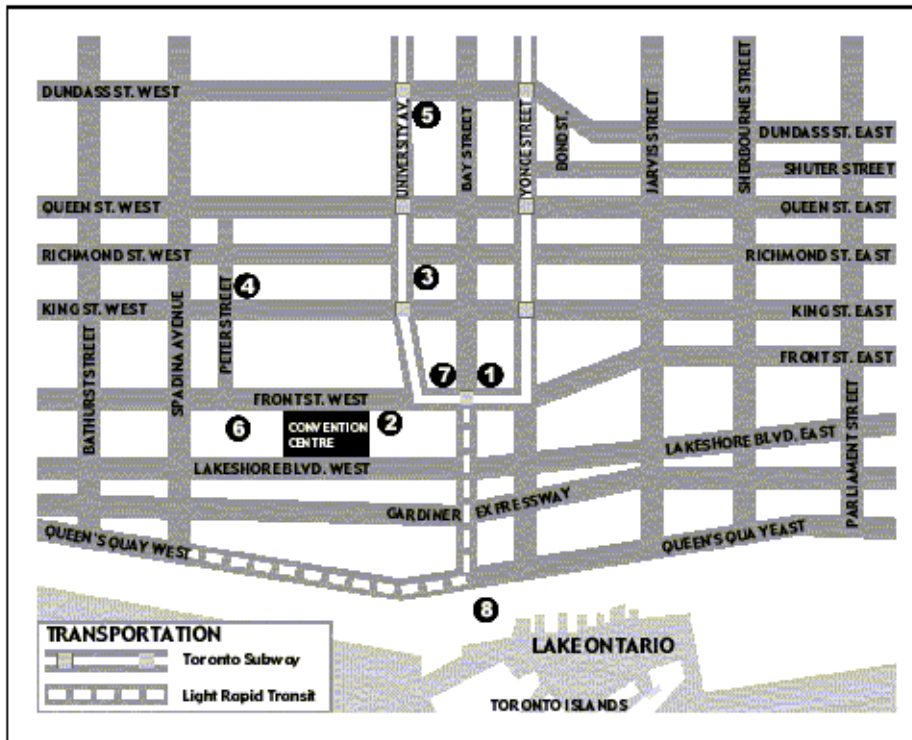 DUNDASS ST. WEST
UNIVERSITY AV.
5
BAY STREET
YONGE STREET
BOND ST.
JARVIS STREET
SHERBOURNE STREET
DUNDASS ST. EAST
SHUTER STREET
QUEEN ST. WEST
QUEEN ST. EAST
RICHMOND ST. WEST
RICHMOND ST. EAST
3
4
KING ST. WEST
KING ST. EAST
BATHURST STREET
SPADINA AVENUE
PETER STREET
FRONT ST. EAST
7
1
FRONT ST. WEST
2
6
CONVENTION
CENTRE
PARLIAMENT STREET
LAKESHORE BLVD. EAST
LAKESHORE BLVD. WEST
GARDINER EXPRESSWAY
QUEEN'S QUAY WEST
QUEEN'S QUAY EAST
8
TRANSPORTATION
Toronto Subway
Light Rapid Transit
LAKE ONTARIO
TORONTO ISLANDS